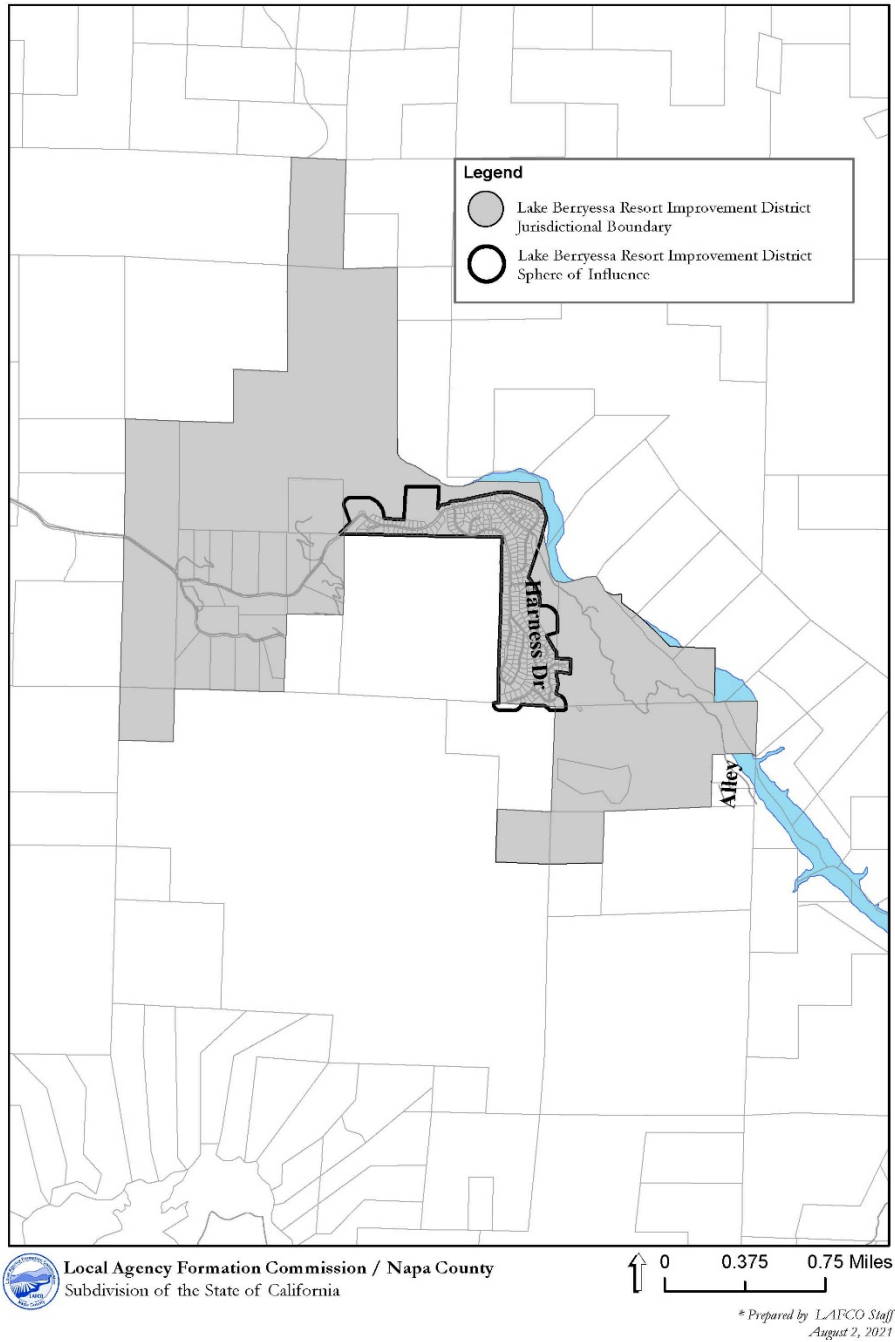 Legend
Lake Berryessa Resort Improvement District
Jurisdictional Boundary
Lake Berryessa Resort Improvement District
Sphere of Influence
Harness Dr
Alley
Local Agency Formation Commission / Napa County
Subdivision of the State of California
0 0.375 0.75 Miles
* Prepared by LAFCO Staff
August 2, 2021
LAFCO